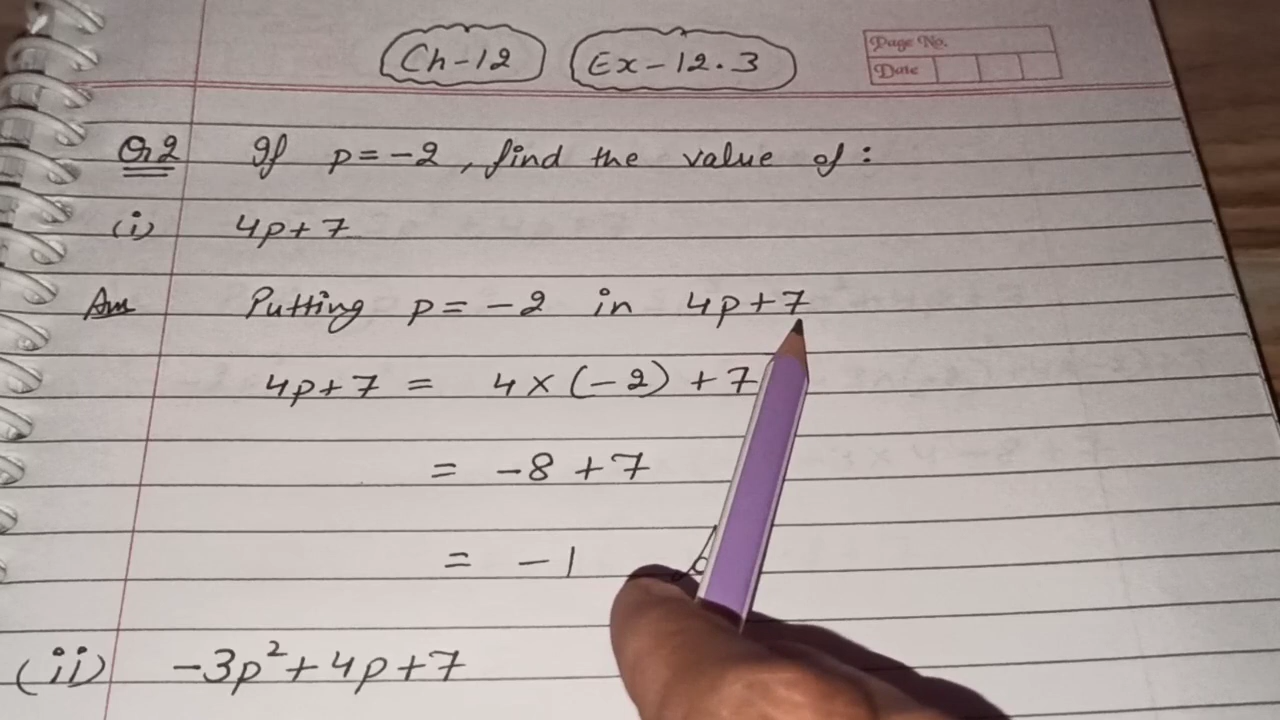 Ch-12 Ex-12.3
Page No.
Date
Q.2 If p=-2, find the value of:
(i) 4p+7
Ans Putting p=-2 in 4p+7
4p+7 = 4×(-2)+7
= -8+7
= -1
(ii) -3p²+4p+7